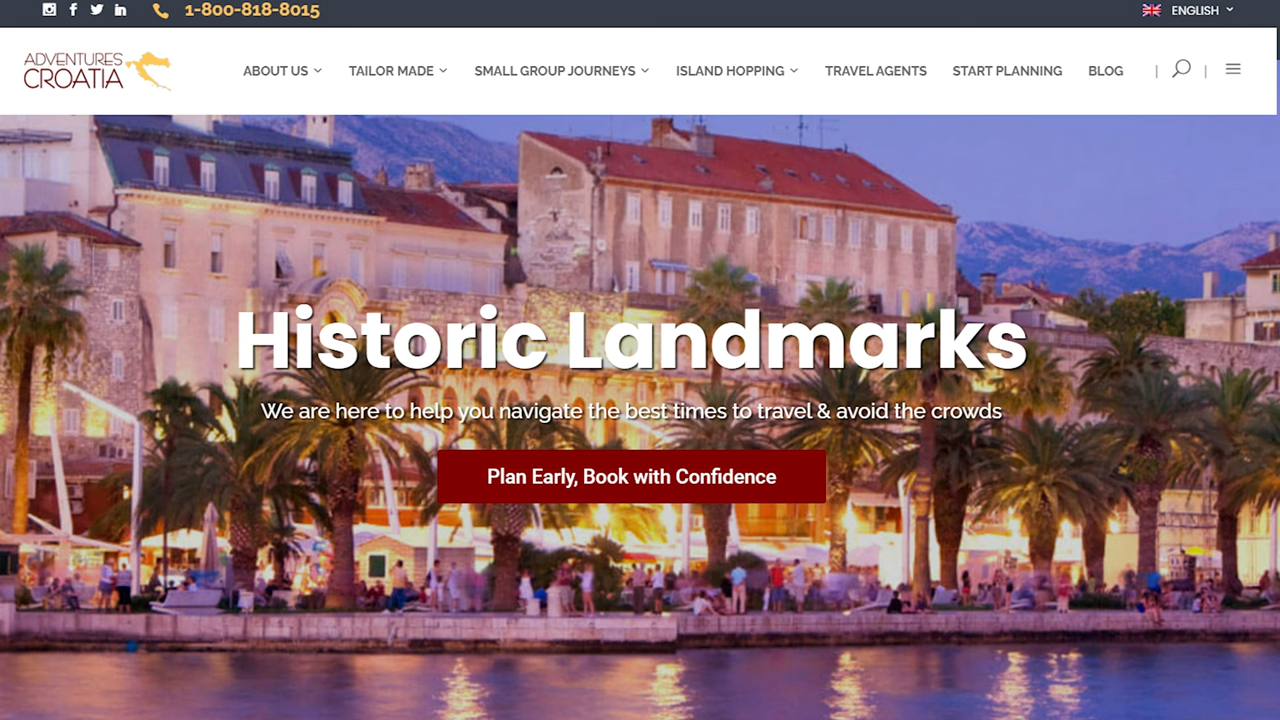 1-800-818-8015
ENGLISH
ADVENTURES
CROATIA
ABOUT US
TAILOR MADE
SMALL GROUP JOURNEYS
ISLAND HOPPING
TRAVEL AGENTS
START PLANNING
BLOG
Historic Landmarks
We are here to help you navigate the best times to travel & avoid the crowds
Plan Early, Book with Confidence